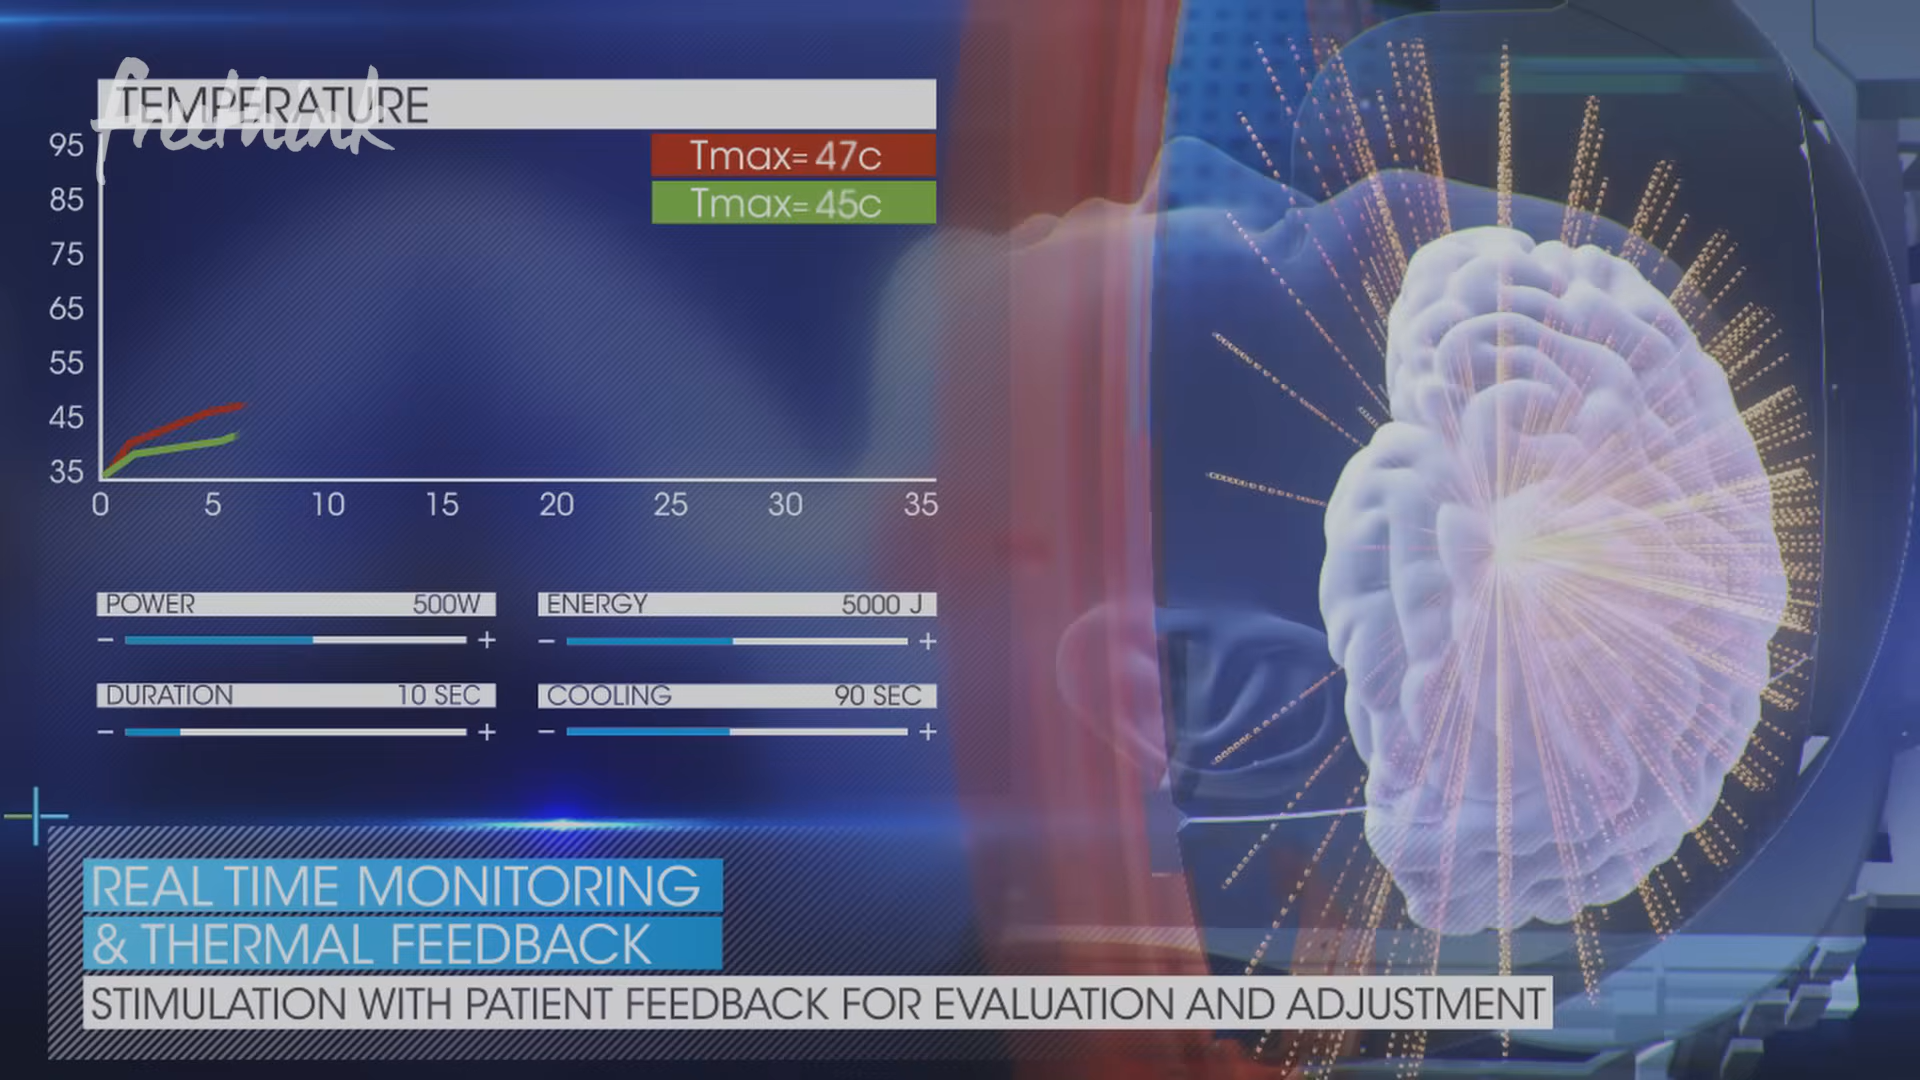 freethink
TEMPERATURE
Tmax= 47c
Tmax= 45c
95
85
75
65
55
45
35
0 5 10 15 20 25 30 35
POWER 500W
ENERGY 5000 J
- +
- +
DURATION 10 SEC
COOLING 90 SEC
- +
- +
REAL TIME MONITORING
& THERMAL FEEDBACK
STIMULATION WITH PATIENT FEEDBACK FOR EVALUATION AND ADJUSTMENT